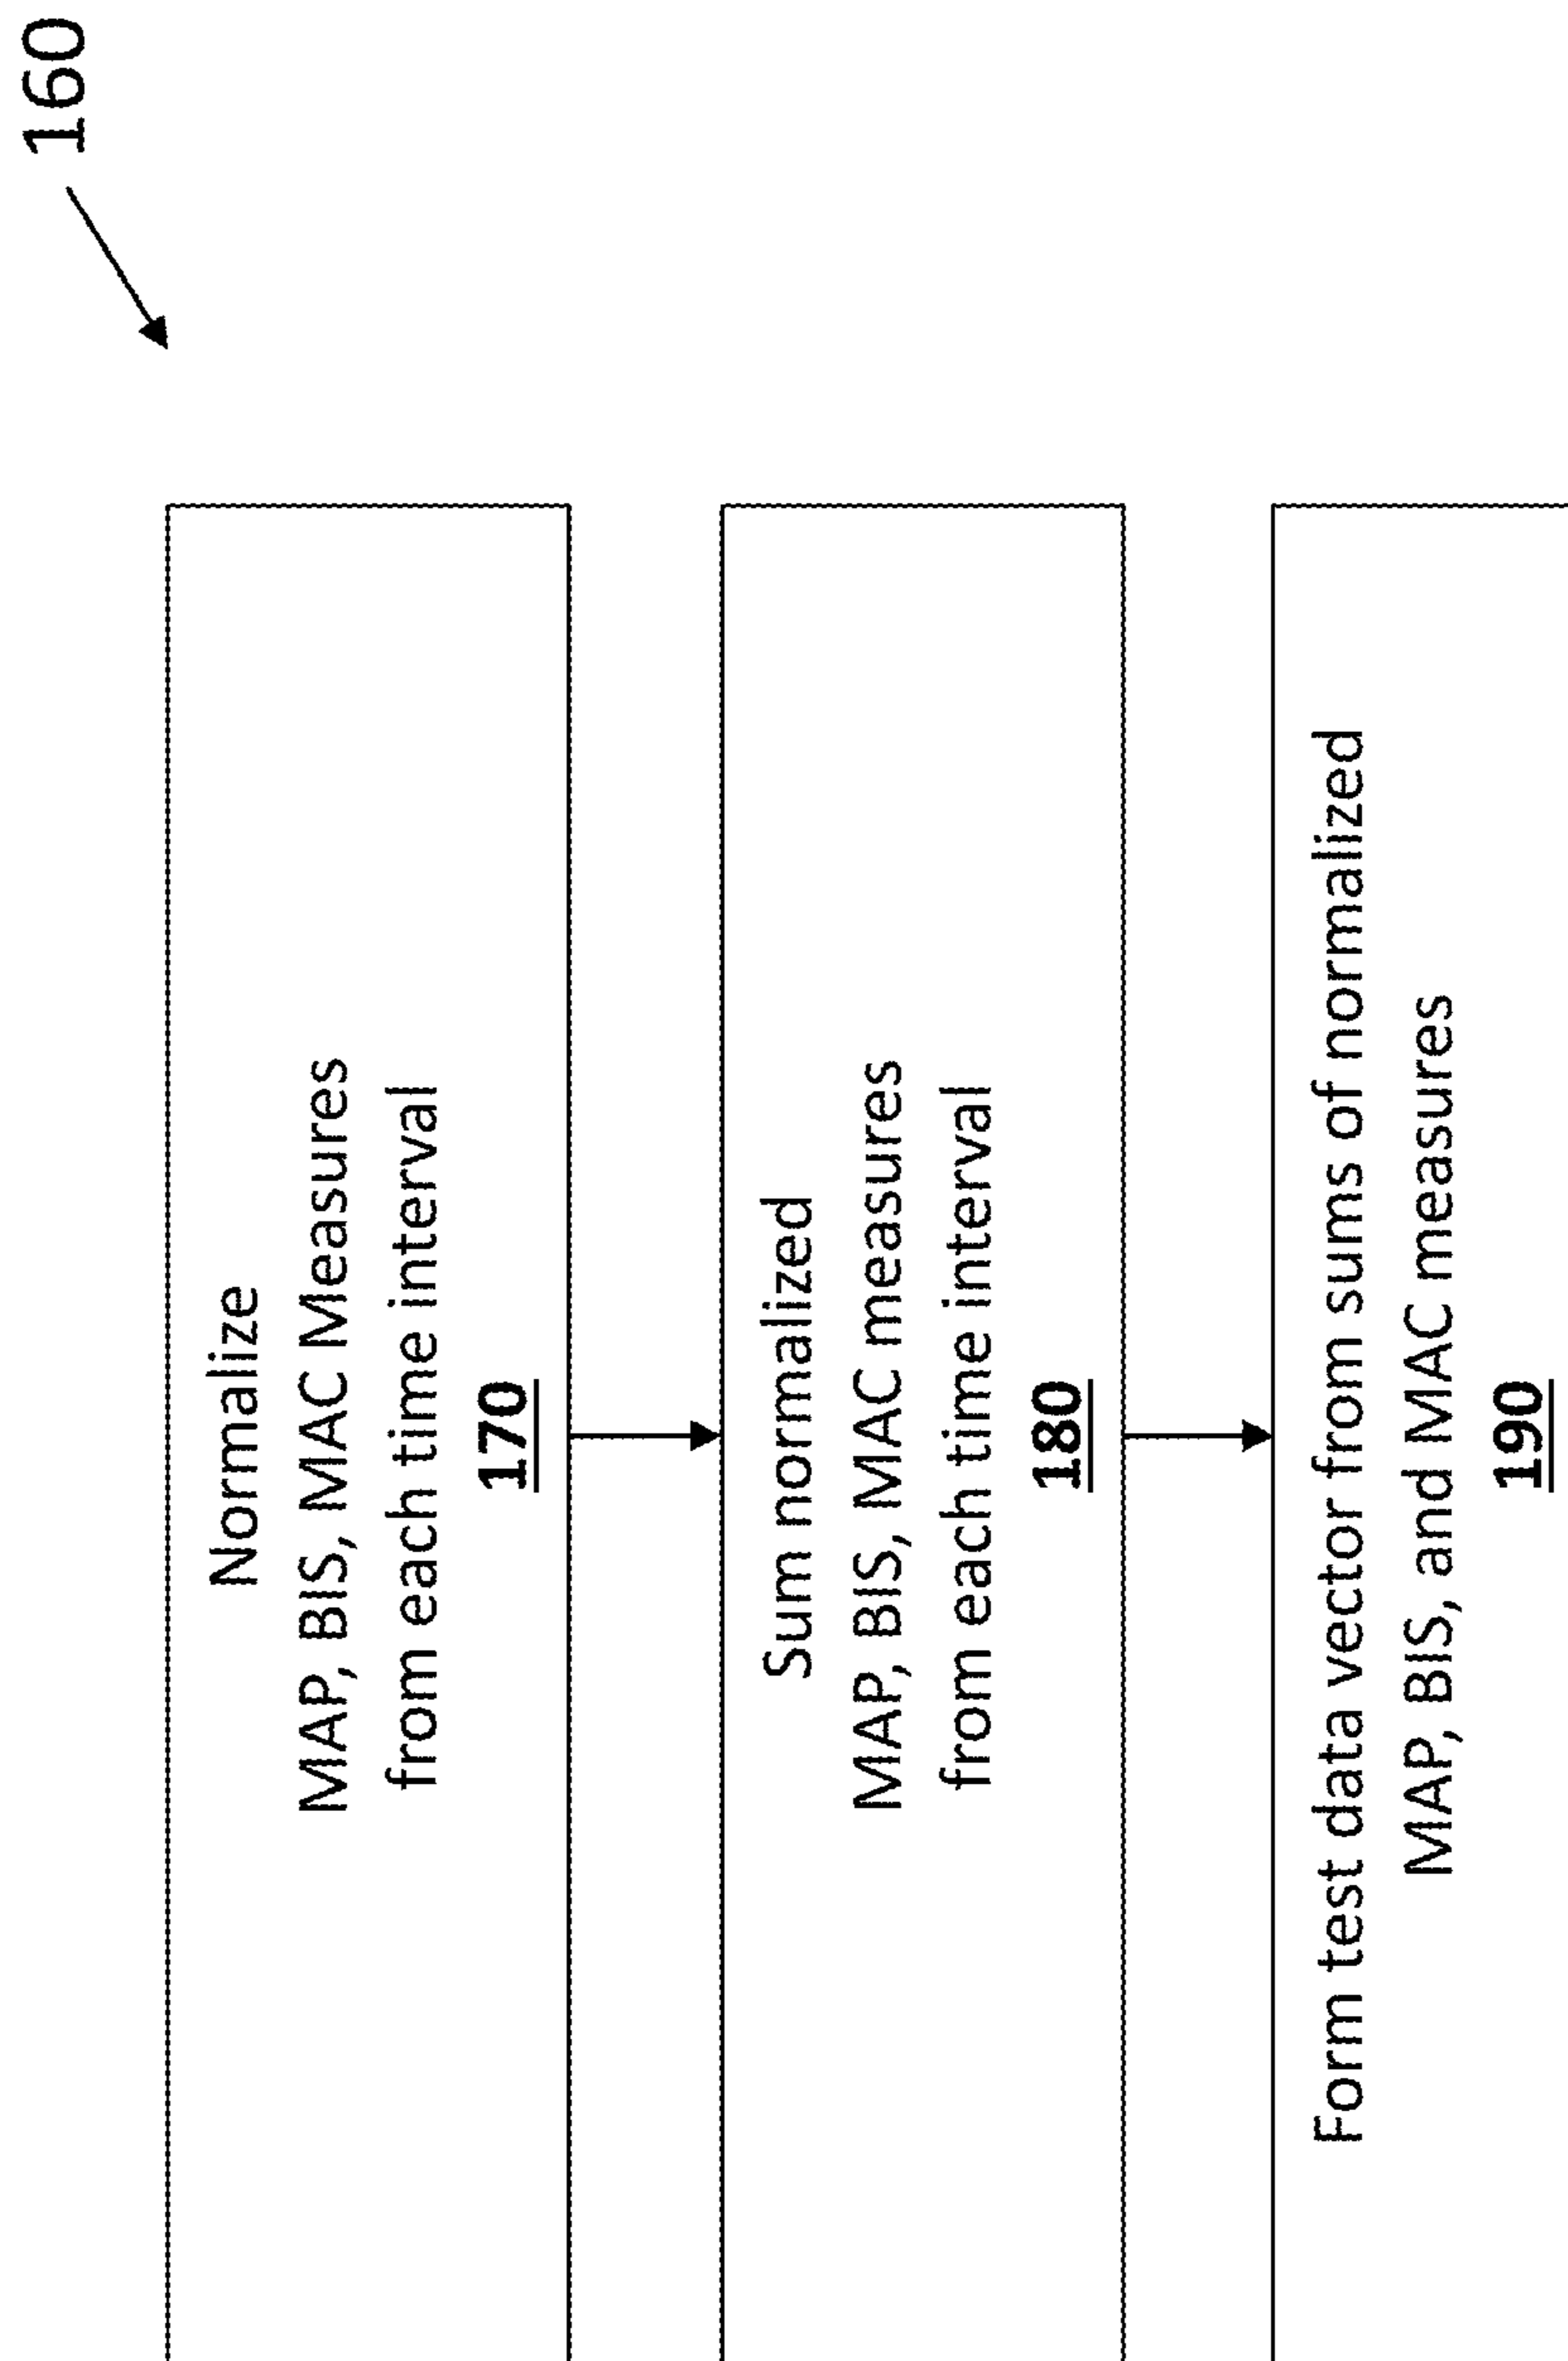 160
Normalize
MAP, BIS, MAC Measures
from each time interval
170
Sum normalized
MAP, BIS, MAC measures
from each time interval
180
Form test data vector from sums of normalized
MAP, BIS, and MAC measures
190